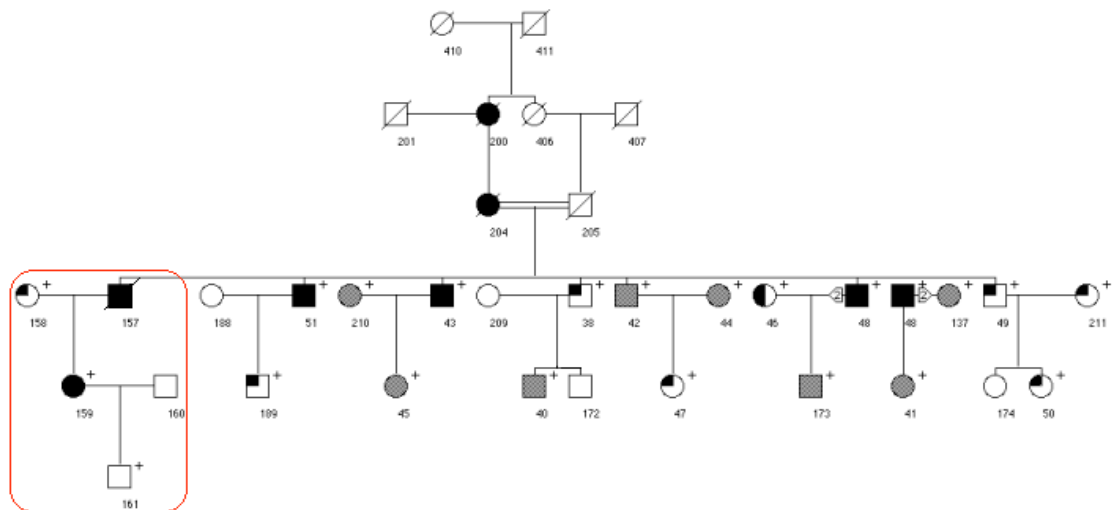 410 411
201 200 406 407
204 205
+ + + + + + + + 2 + + 2 + + +
158 157 188 51 210 43 209 38 42 44 46 48 48 137 49 211
+ + + + + + + +
159 160 189 45 40 172 47 173 41 174 50
+
161